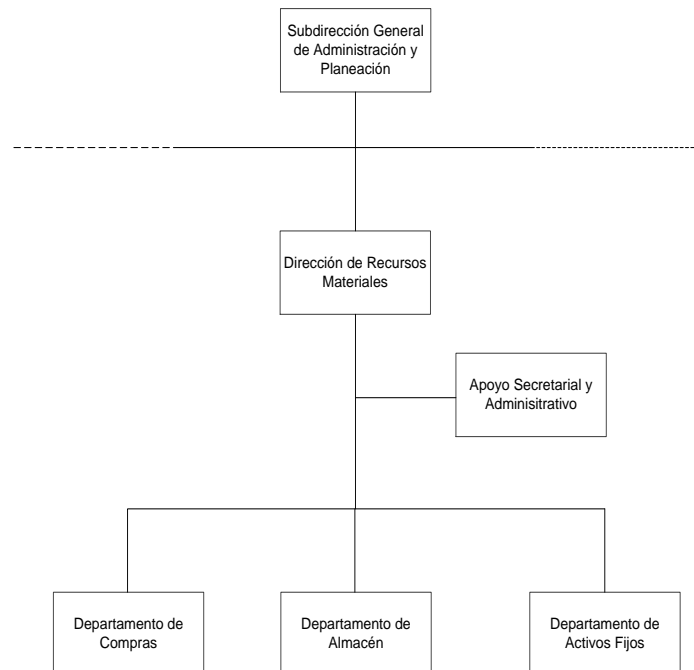 Subdirección General
de Administración y
Planeación
Dirección de Recursos
Materiales
Apoyo Secretarial y
Adminisitrativo
Departamento de
Compras
Departamento de
Almacén
Departamento de
Activos Fijos